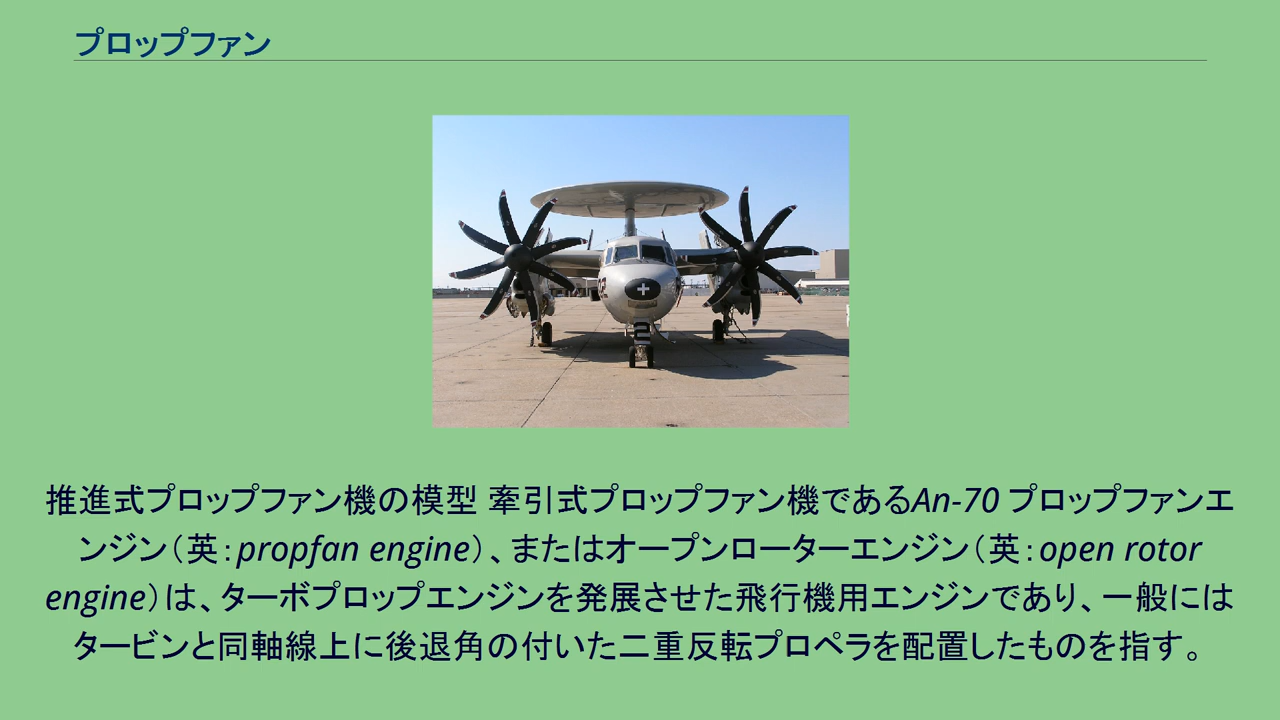 プロップファン
2
推進式プロップファン機の模型 牽引式プロップファン機であるAn-70 プロップファンエ
ンジン（英：propfan engine）、またはオープンローターエンジン（英：open rotor
engine）は、ターボプロップエンジンを発展させた飛行機用エンジンであり、一般には
タービンと同軸線上に後退角の付いた二重反転プロペラを配置したものを指す。